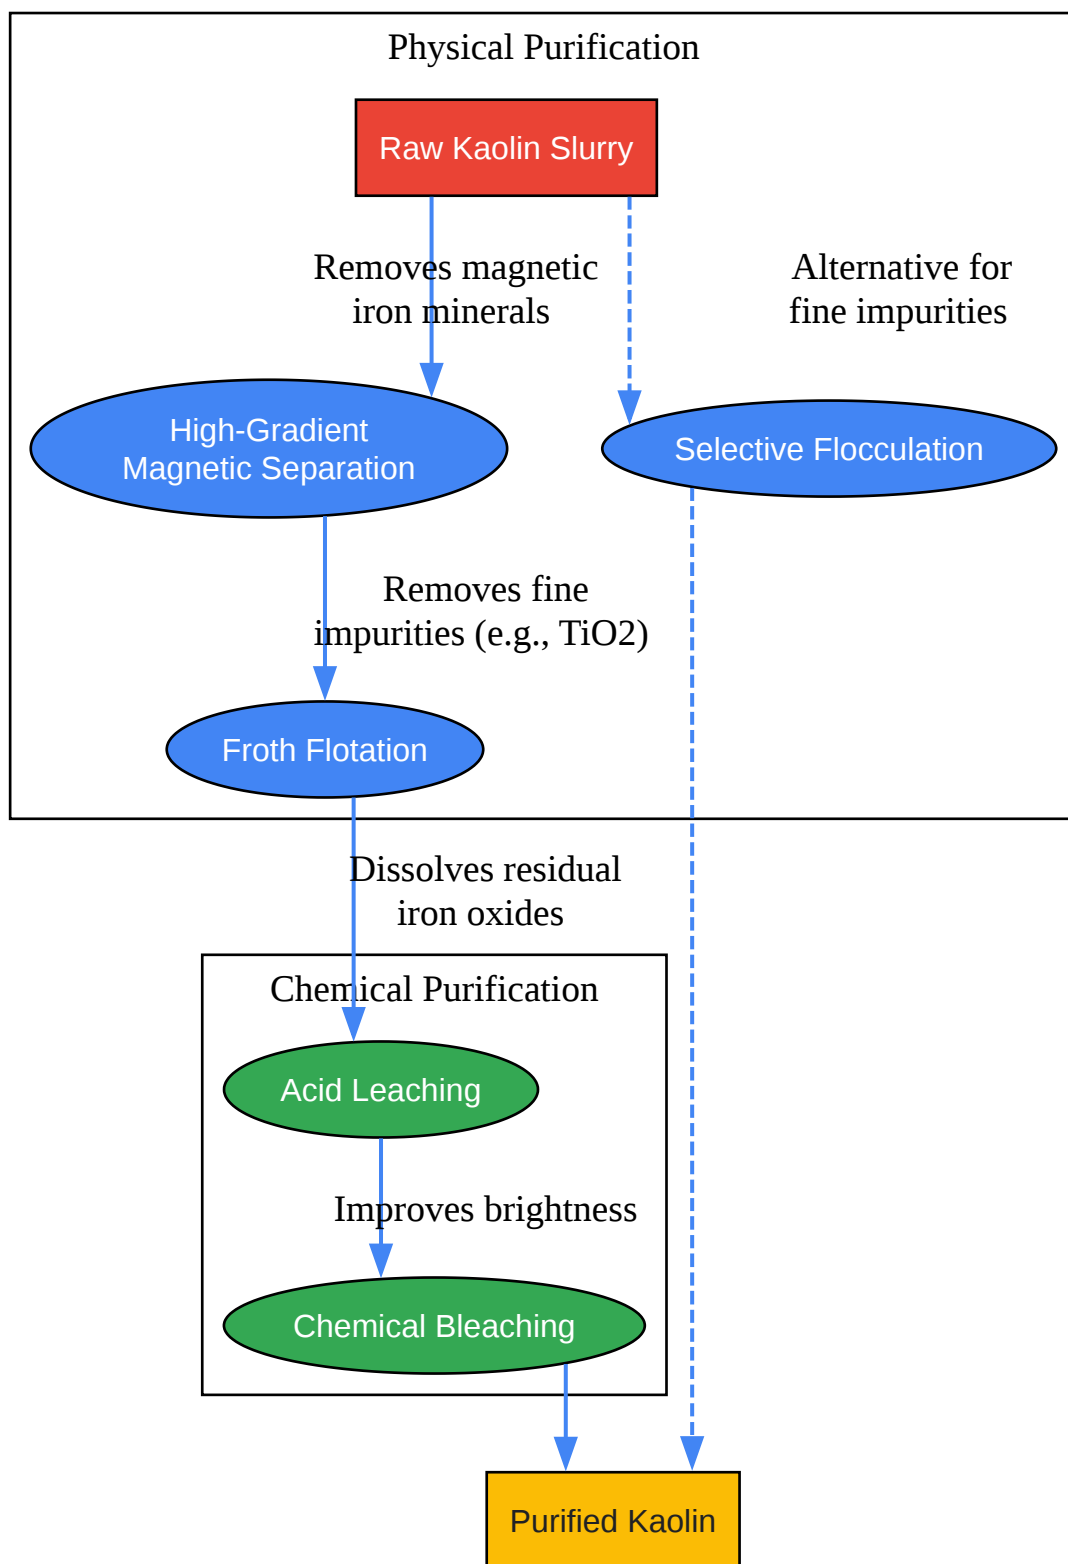 Physical Purification
Raw Kaolin Slurry
Removes magnetic
iron minerals
Alternative for
fine impurities
High-Gradient
Magnetic Separation
Selective Flocculation
Removes fine
impurities (e.g., TiO2)
Froth Flotation
Dissolves residual
iron oxides
Chemical Purification
Acid Leaching
Improves brightness
Chemical Bleaching
Purified Kaolin